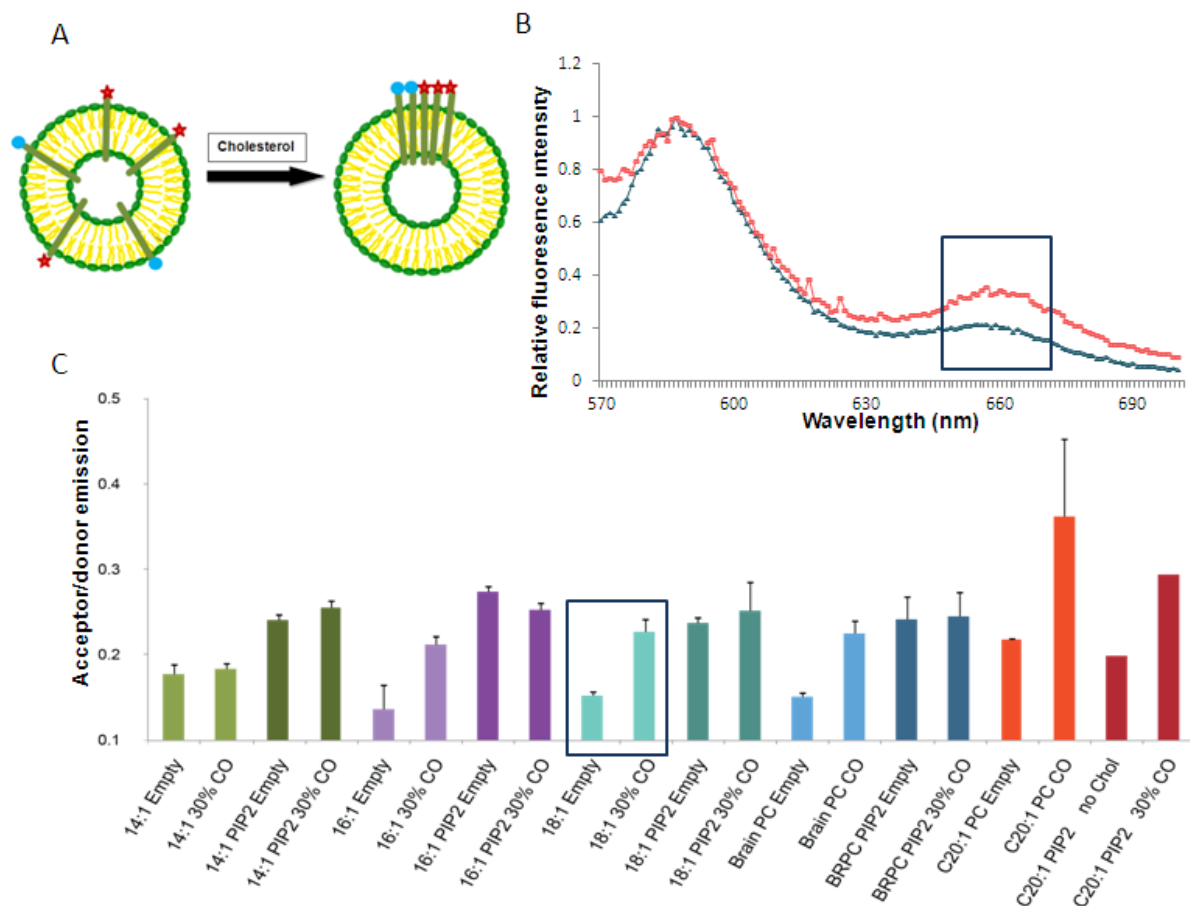 A
Cholesterol
B
Relative fluoresence intensity
1.2
1
0.8
0.6
0.4
0.2
0
570
600
630
660
690
Wavelength (nm)
C
Acceptor/donor emission
0.5
0.4
0.3
0.2
0.1
14:1 Empty
14:1 30% CO
14:1 PIP2 Empty
14:1 PIP2 30% CO
16:1 Empty
16:1 30% CO
16:1 PIP2 Empty
16:1 PIP2 30% CO
18:1 Empty
18:1 30% CO
18:1 PIP2 Empty
18:1 PIP2 30% CO
Brain PC Empty
Brain PC CO
BRPC PIP2 Empty
BRPC PIP2 30% CO
C20:1 PC Empty
C20:1 PC CO
C20:1 PIP2 no Chol
C20:1 PIP2 30% CO